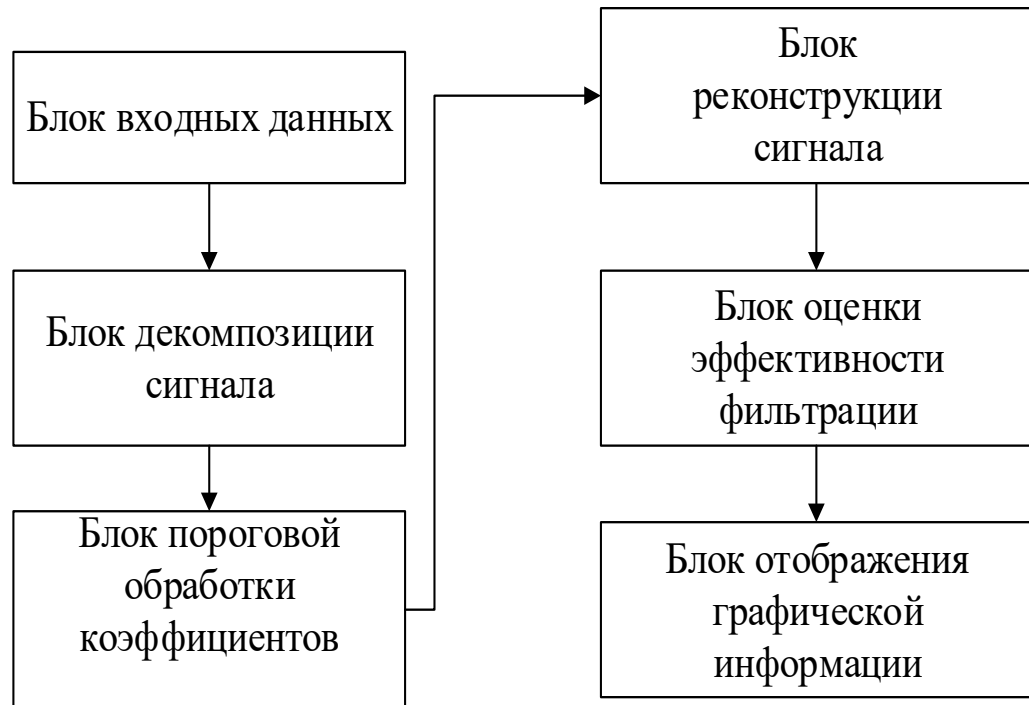 Блок входных данных
Блок декомпозиции
сигнала
Блок пороговой
обработки
коэффициентов
Блок
реконструкции
сигнала
Блок оценки
эффективности
фильтрации
Блок отображения
графической
информации